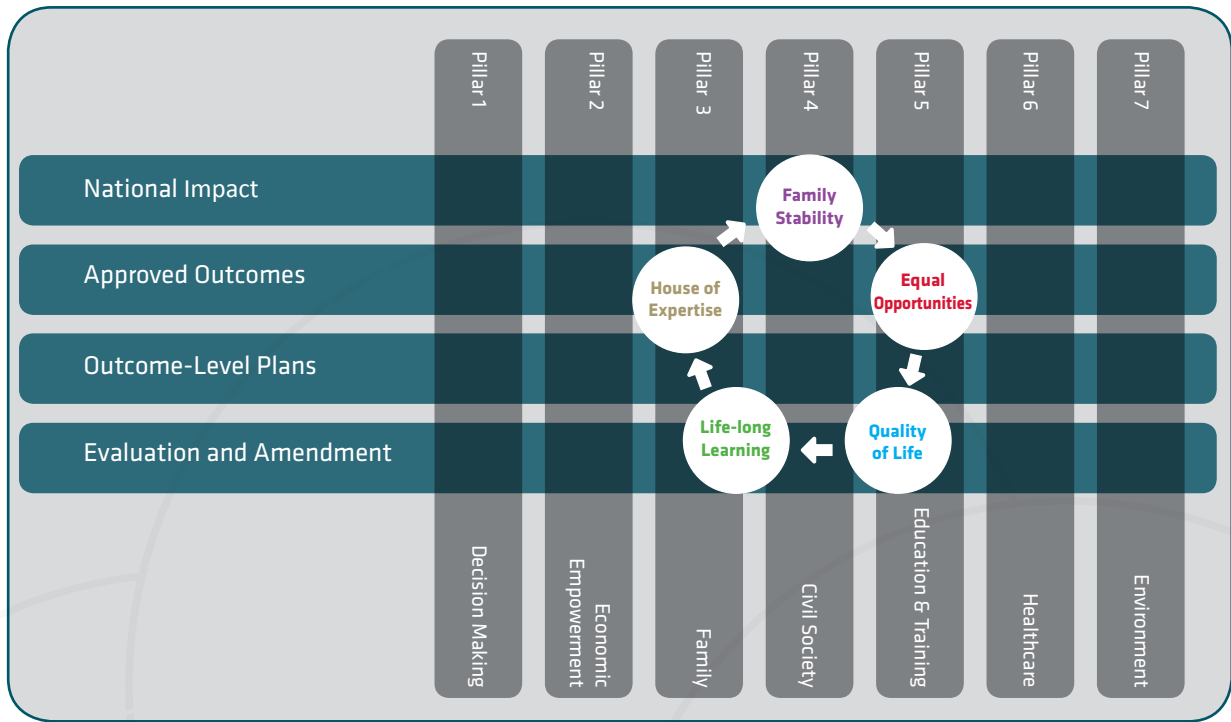 Pillar 1
Pillar 2
Pillar 3
Pillar 4
Pillar 5
Pillar 6
Pillar 7
National Impact
Approved Outcomes
Outcome-Level Plans
Evaluation and Amendment
Family
Stability
Equal
Opportunities
Quality
of Life
Life-long
Learning
House of
Expertise
Decision Making
Economic
Empowerment
Family
Civil Society
Education & Training
Healthcare
Environment